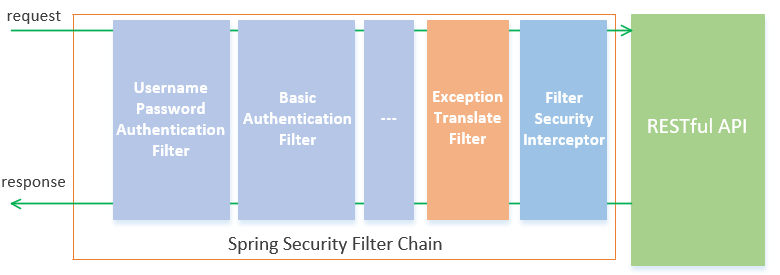 request
Username
Password
Authentication
Filter
Basic
Authentication
Filter
---
Exception
Translate
Filter
Filter
Security
Interceptor
RESTful API
response
Spring Security Filter Chain